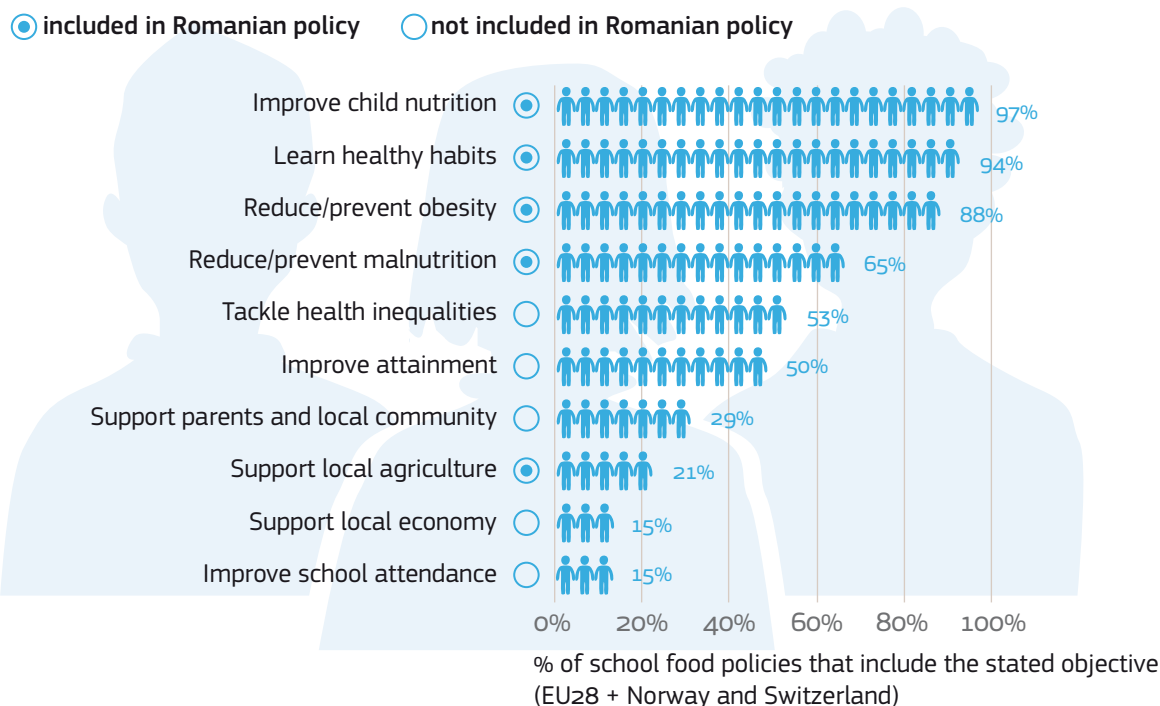 included in Romanian policy not included in Romanian policy
Improve child nutrition 97%
Learn healthy habits 94%
Reduce/prevent obesity 88%
Reduce/prevent malnutrition 65%
Tackle health inequalities 53%
Improve attainment 50%
Support parents and local community 29%
Support local agriculture 21%
Support local economy 15%
Improve school attendance 15%
0% 20% 40% 60% 80% 100%
% of school food policies that include the stated objective
(EU28 + Norway and Switzerland)